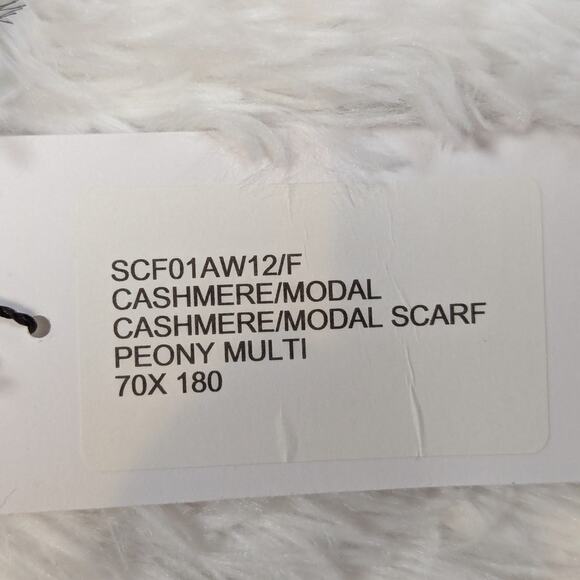 SCF01AW12/F
CASHMERE/MODAL
CASHMERE/MODAL SCARF
PEONY MULTI
70X 180